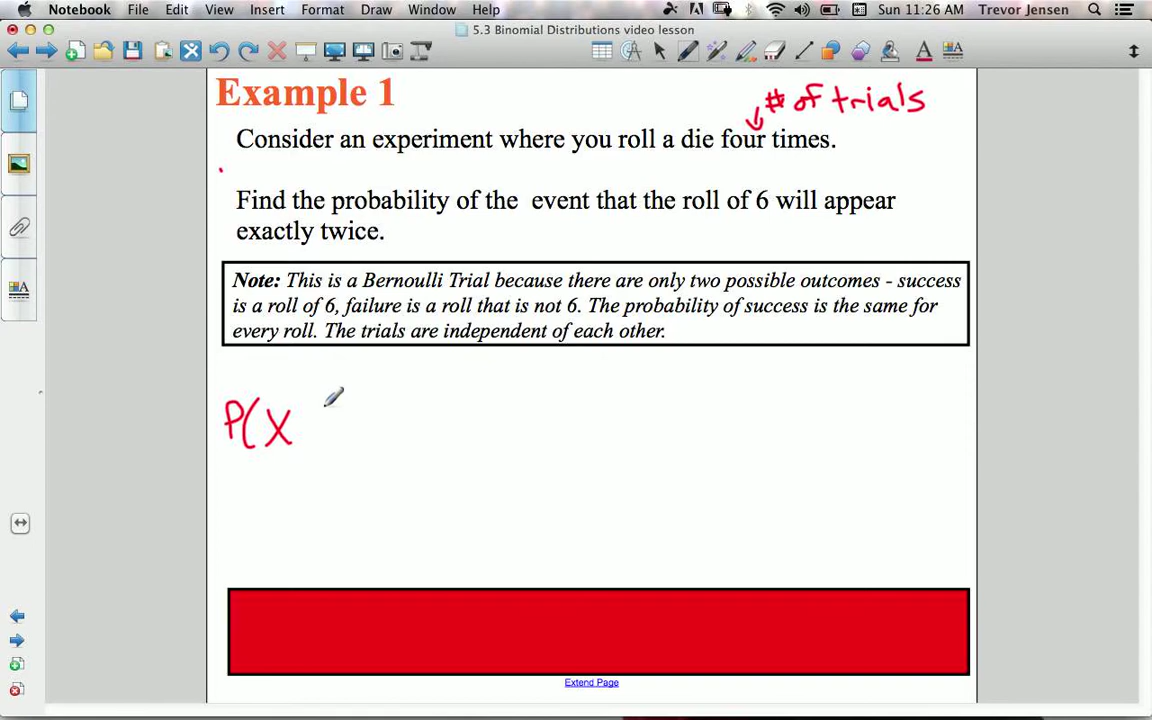 Notebook File Edit View Insert Format Draw Window Help Sun 11:26 AM Trevor Jensen
5.3 Binomial Distributions video lesson
Example 1
# of trials
Consider an experiment where you roll a die four times.
Find the probability of the event that the roll of 6 will appear
exactly twice.
Note: This is a Bernoulli Trial because there are only two possible outcomes - success
is a roll of 6, failure is a roll that is not 6. The probability of success is the same for
every roll. The trials are independent of each other.
P(X
Extend Page